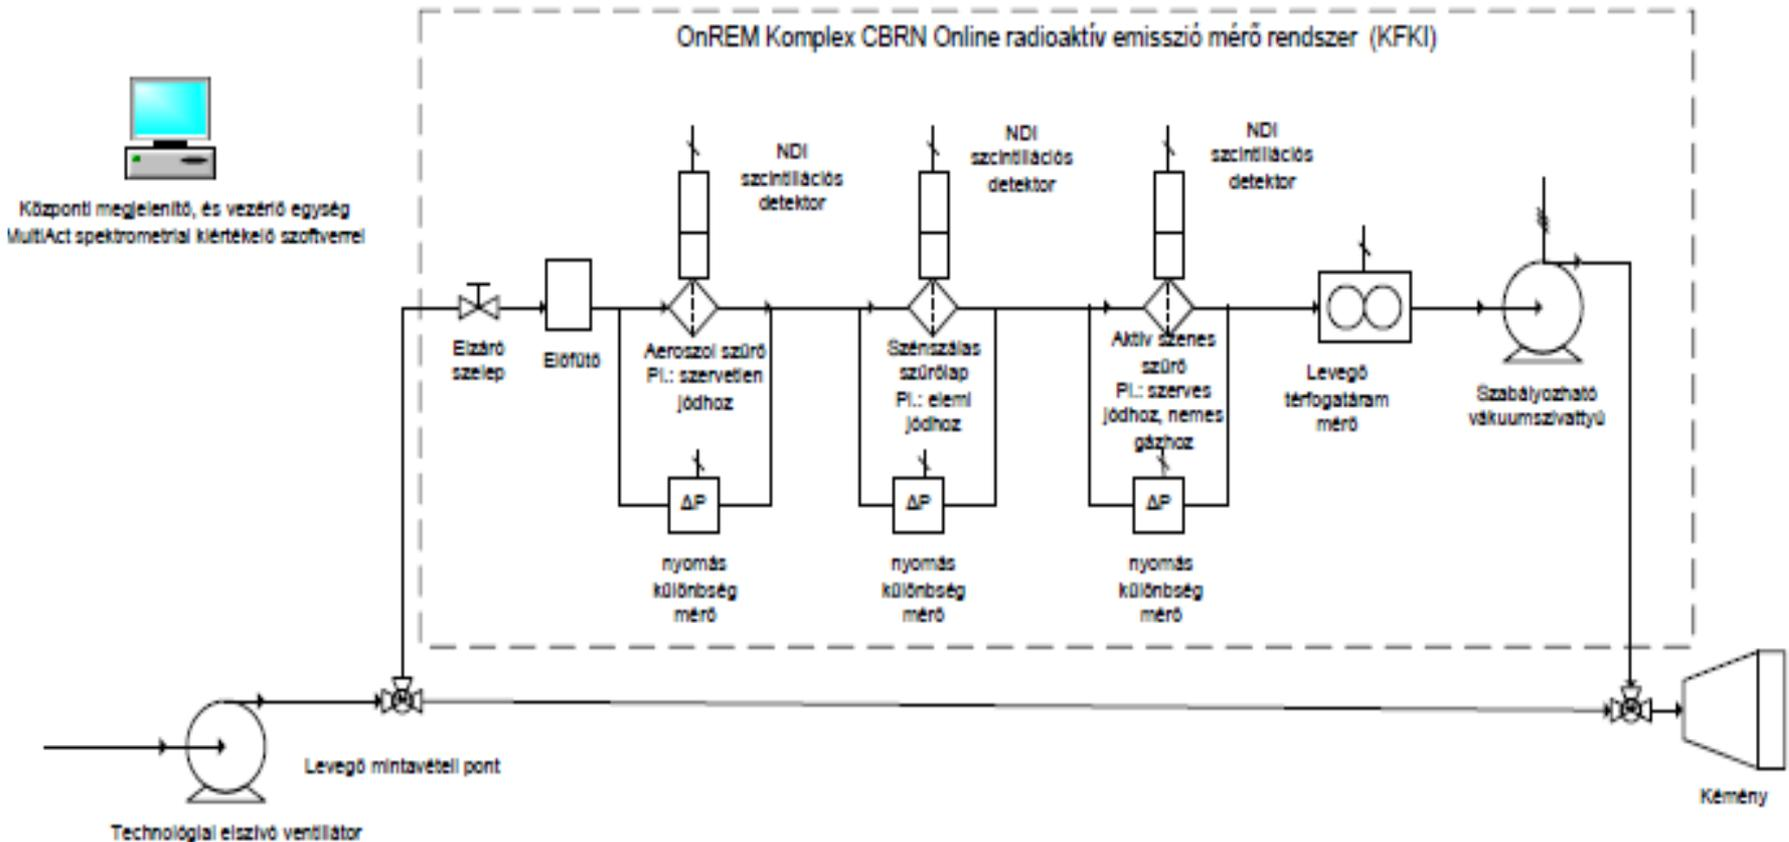 OnREM Komplex CBRN Online radioaktív emisszió mérő rendszer (KFKI)
Központi megjelenítő, és vezérlő egység
MultiAct spektrometriai kiértékelő szoftverrel
NDI
szcintillációs
detektor
NDI
szcintillációs
detektor
NDI
szcintillációs
detektor
Elzáró
szelep
Előfűtő
Aeroszol szűrő
Pl.: szervetlen
jódhoz
Szénszálas
szűrőlap
Pl.: elemi
jódhoz
Aktív szenes
szűrő
Pl.: szerves
jódhoz, nemes
gázhoz
Levegő
térfogatáram
mérő
Szabályozható
vákuumszivattyú
ΔP
ΔP
ΔP
nyomás
különbség
mérő
nyomás
különbség
mérő
nyomás
különbség
mérő
Levegő mintavételi pont
Technológiai elszívó ventilátor
Kémény